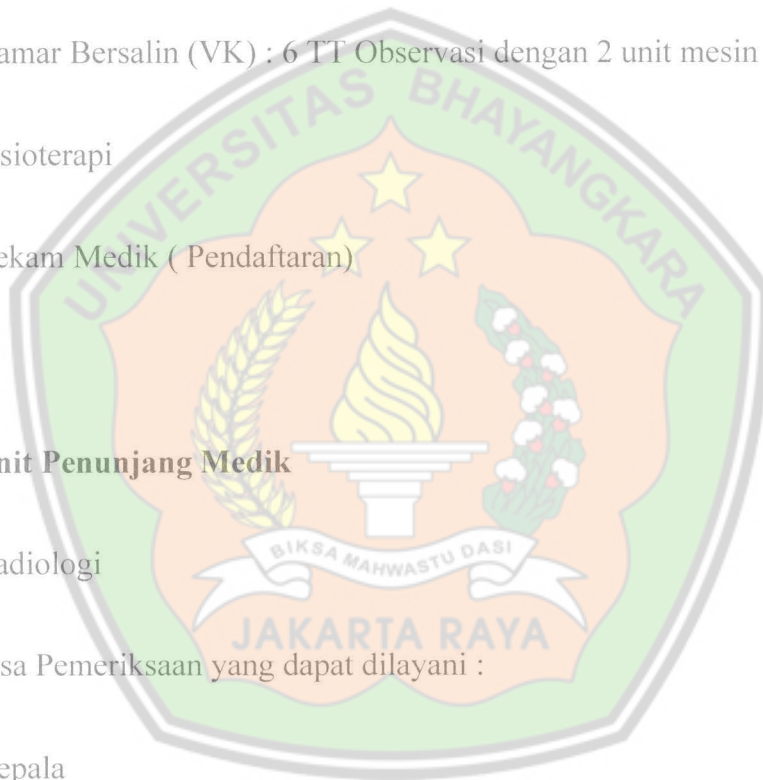 amar Bersalin (VK) : 6 TT Observasi dengan 2 unit mesin
UNIVERSITAS BHAYANGKARA
sioterapi
ekam Medik ( Pendaftaran)
nit Penunjang Medik
adiologi
BIKSA MAHWASTU DASI
JAKARTA RAYA
sa Pemeriksaan yang dapat dilayani :
epala